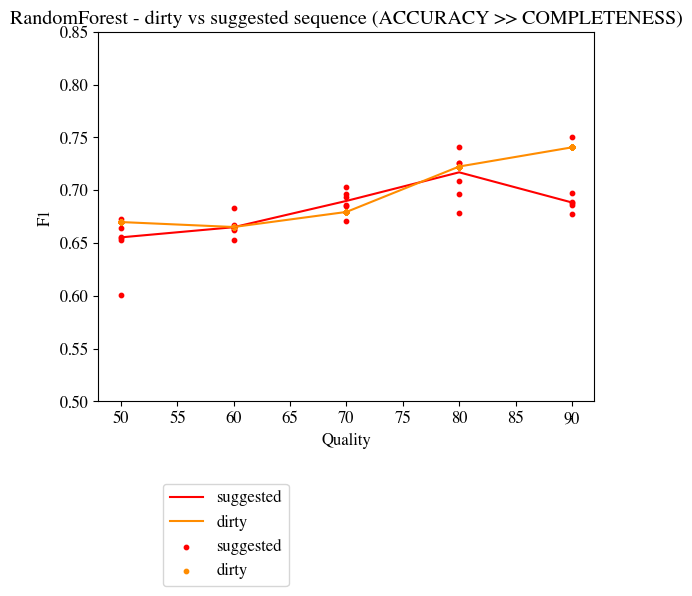 RandomForest - dirty vs suggested sequence (ACCURACY >> COMPLETENESS)
0.85
0.80
0.75
0.70
0.65
0.60
0.55
0.50
F1
50 55 60 65 70 75 80 85 90
Quality
suggested
dirty
suggested
dirty